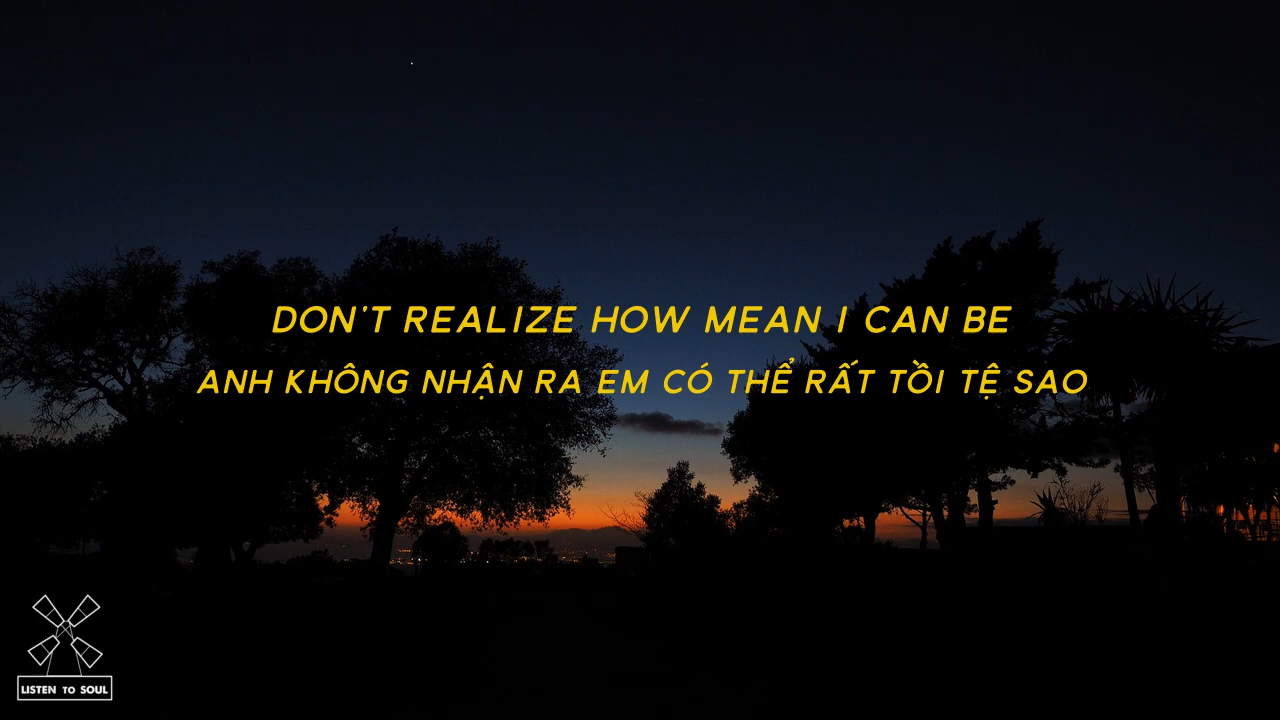 DON'T REALIZE HOW MEAN I CAN BE
ANH KHÔNG NHẬN RA EM CÓ THỂ RẤT TỒI TỆ SAO
LISTEN TO SOUL